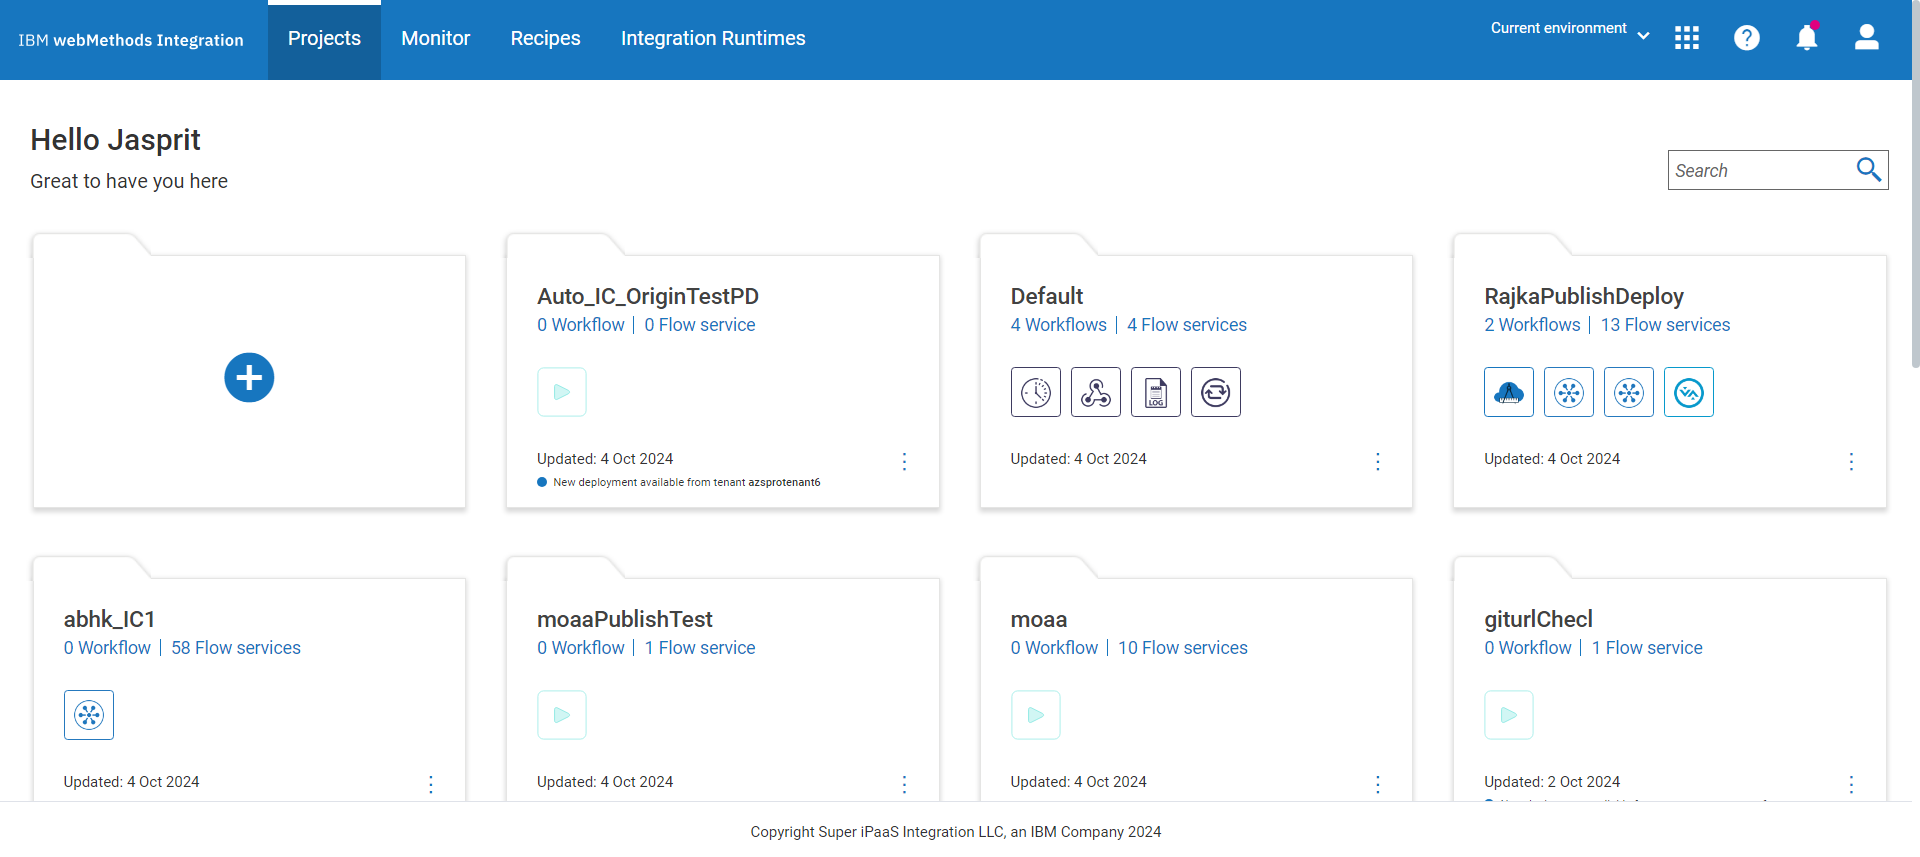 IBM webMethods Integration
Projects
Monitor
Recipes
Integration Runtimes
Current environment
Hello Jasprit
Great to have you here
Search
Auto_IC_OriginTestPD
0 Workflow | 0 Flow service
Updated: 4 Oct 2024
New deployment available from tenant azsprotenant6
Default
4 Workflows | 4 Flow services
LOG
Updated: 4 Oct 2024
RajkaPublishDeploy
2 Workflows | 13 Flow services
Updated: 4 Oct 2024
abhk_IC1
0 Workflow | 58 Flow services
Updated: 4 Oct 2024
moaaPublishTest
0 Workflow | 1 Flow service
Updated: 4 Oct 2024
moaa
0 Workflow | 10 Flow services
Updated: 4 Oct 2024
giturlChecl
0 Workflow | 1 Flow service
Updated: 2 Oct 2024
Copyright Super iPaaS Integration LLC, an IBM Company 2024